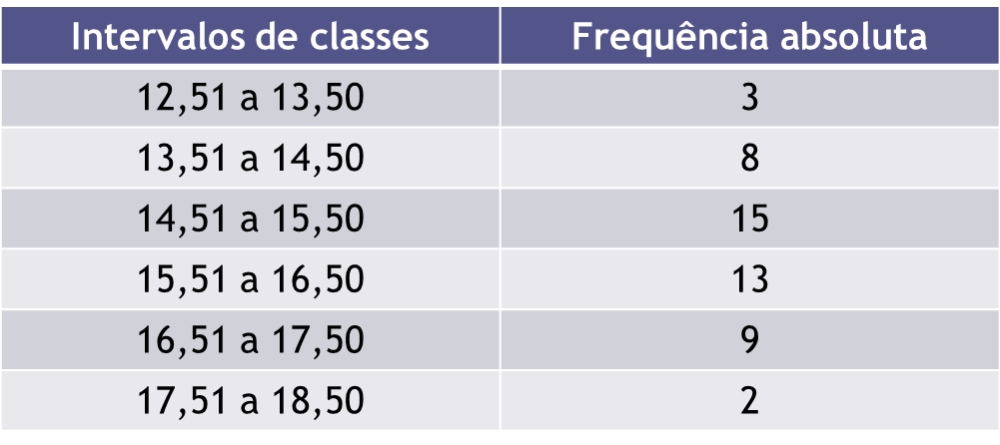 Intervalos de classes Frequência absoluta
12,51 a 13,50 3
13,51 a 14,50 8
14,51 a 15,50 15
15,51 a 16,50 13
16,51 a 17,50 9
17,51 a 18,50 2